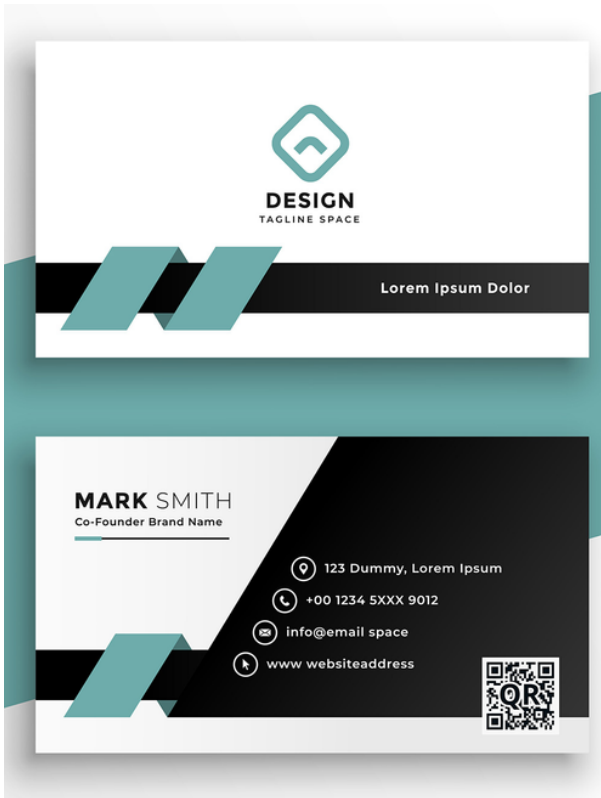 DESIGN
TAGLINE SPACE
Lorem Ipsum Dolor
MARK SMITH
Co-Founder Brand Name
123 Dummy, Lorem Ipsum
+00 1234 5XXX 9012
info@email space
www websiteaddress
QR